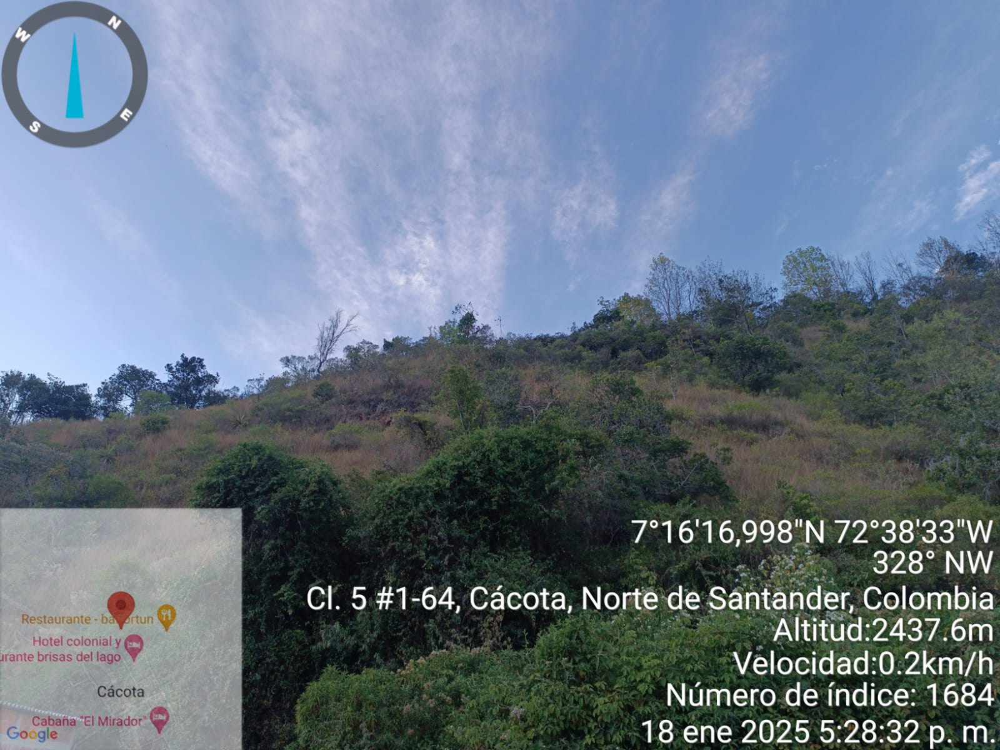 N
W
E
S
7°16'16,998"N 72°38'33"W
328° NW
Cl. 5 #1-64, Cácota, Norte de Santander, Colombia
Altitud:2437.6m
Velocidad:0.2km/h
Número de índice: 1684
18 ene 2025 5:28:32 p. m.
Restaurante - ba ortun
Hotel colonial y
urante brisas del lago
Cácota
Cabaña "El Mirador"
Google